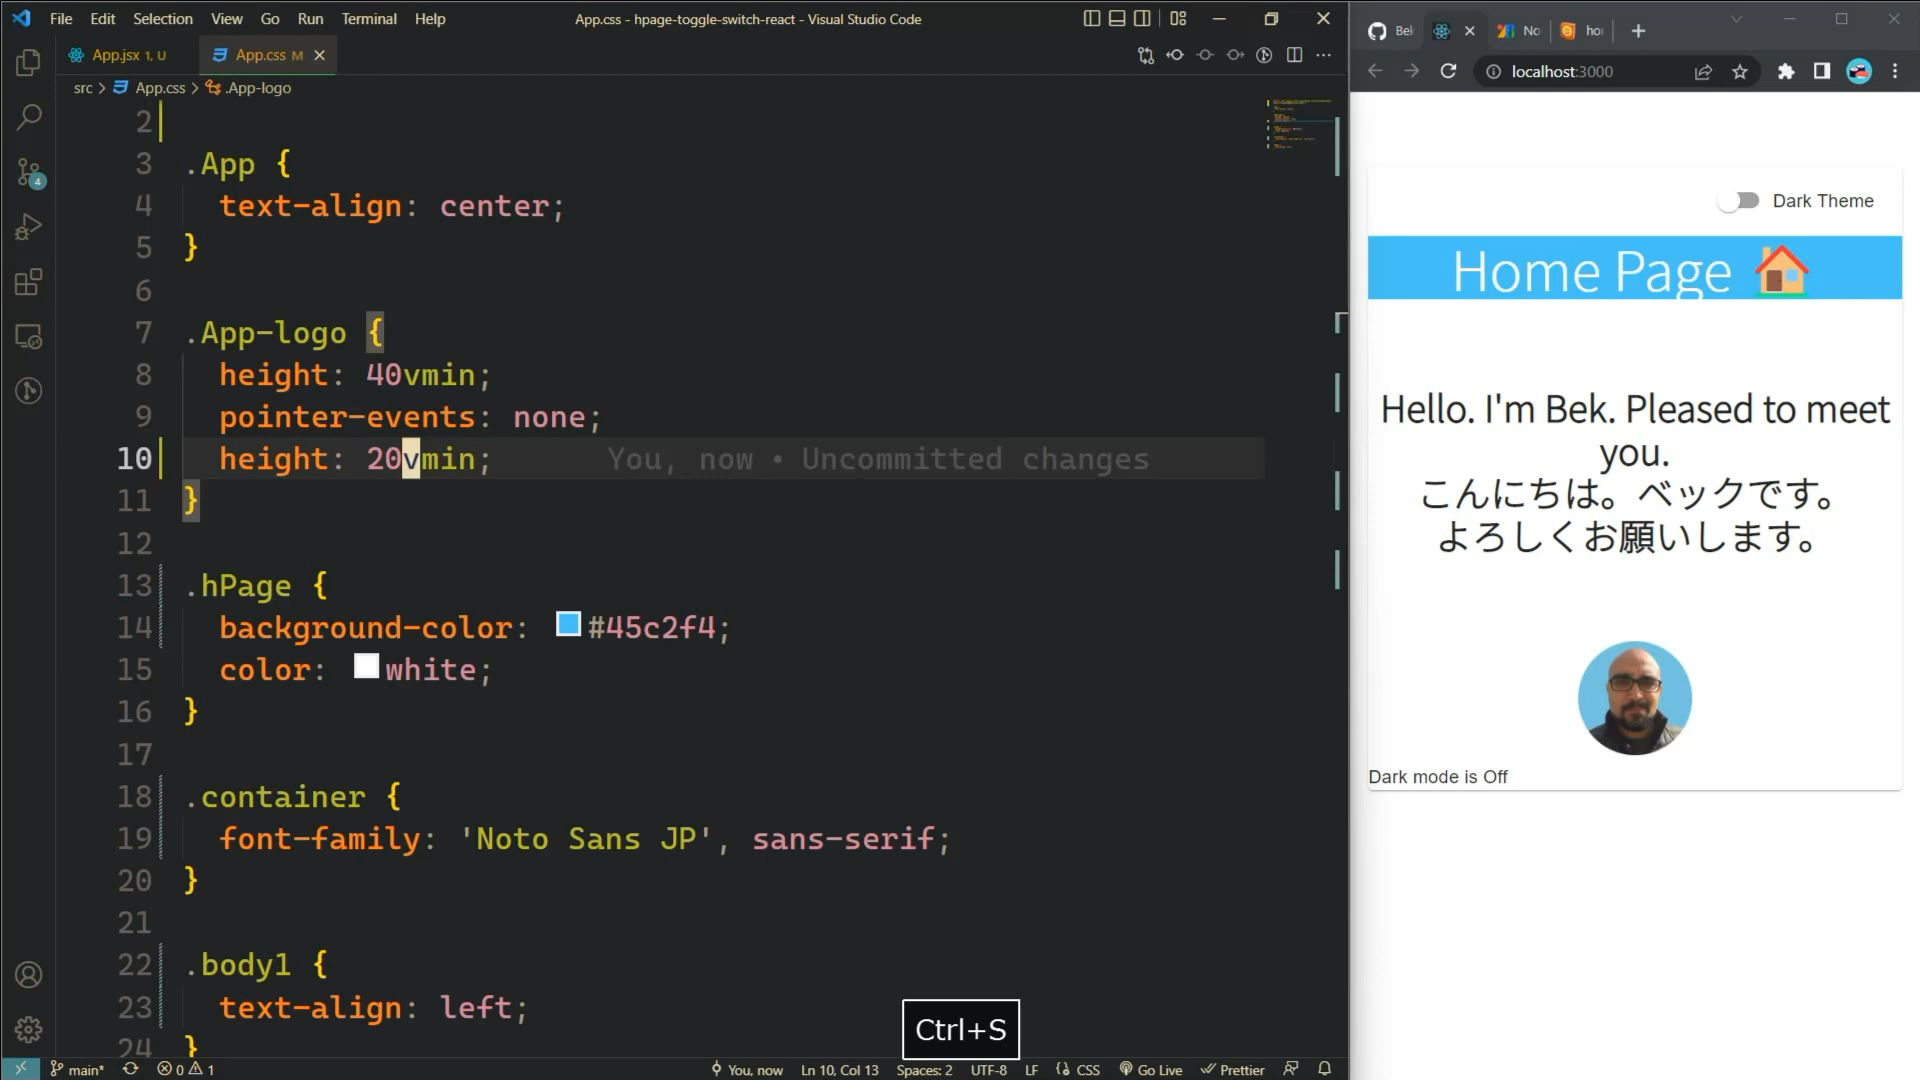 File Edit Selection View Go Run Terminal Help
App.css - hpage-toggle-switch-react - Visual Studio Code
App.jsx 1, U
App.css M
src > App.css > .App-logo
2
3 .App {
4 text-align: center;
5 }
6
7 .App-logo {
8 height: 40vmin;
9 pointer-events: none;
10 height: 20vmin; You, now • Uncommitted changes
11 }
12
13 .hPage {
14 background-color: #45c2f4;
15 color: white;
16 }
17
18 .container {
19 font-family: 'Noto Sans JP', sans-serif;
20 }
21
22 .body1 {
23 text-align: left;
24 }
Ctrl+S
4
main* 0 1
You, now Ln 10, Col 13 Spaces: 2 UTF-8 LF CSS Go Live Prettier
Bek
No
hor
localhost:3000
Dark Theme
Home Page 🏠
Hello. I'm Bek. Pleased to meet
you.
こんにちは。ベックです。
よろしくお願いします。
Dark mode is Off